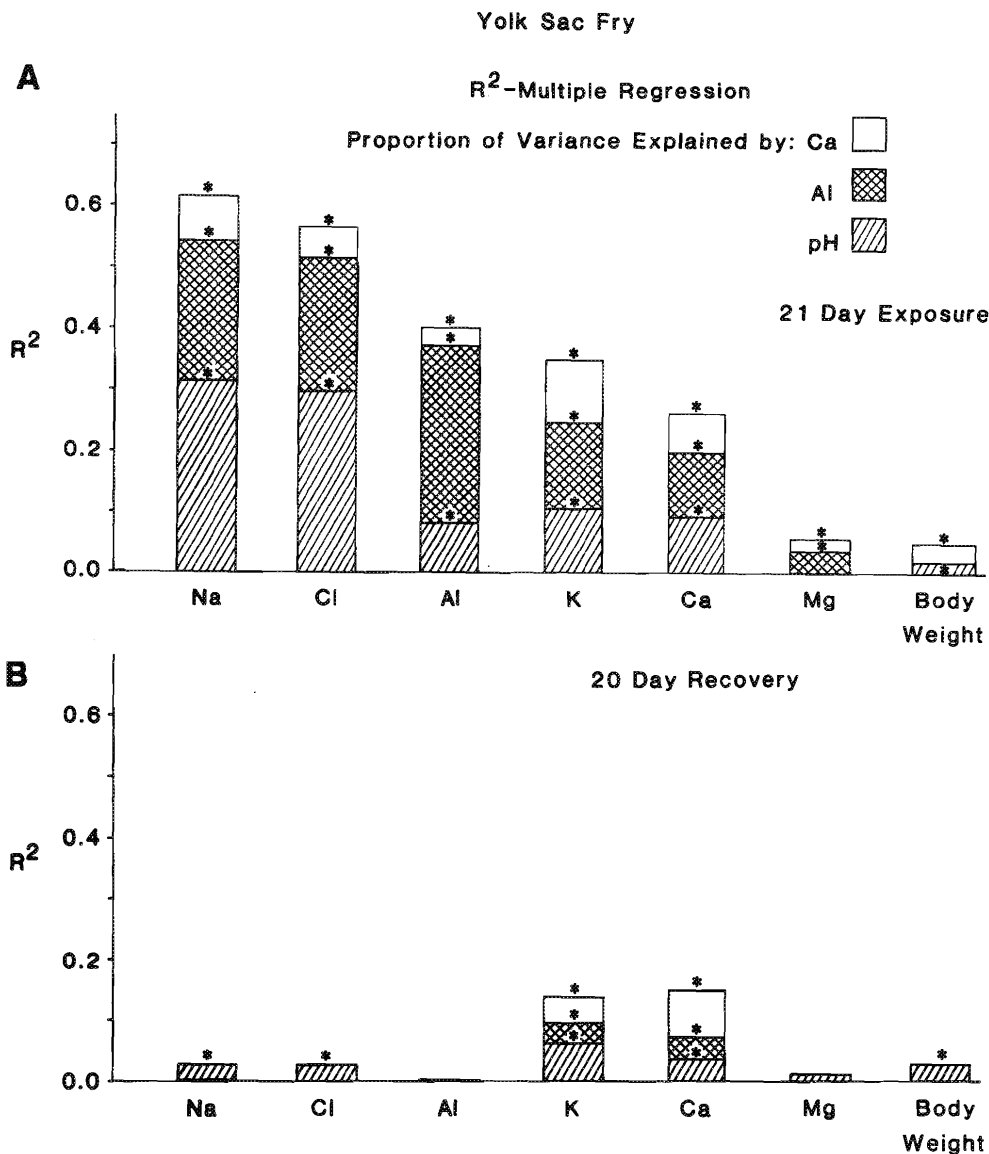 Yolk Sac Fry
A
R²-Multiple Regression
Proportion of Variance Explained by: Ca
Al
pH
21 Day Exposure
R²
0.6
0.4
0.2
0.0
* * * * * * * * * * * * * * * * * * *
Na Cl Al K Ca Mg Body Weight
B
20 Day Recovery
R²
0.6
0.4
0.2
0.0
* * * * * * * * *
Na Cl Al K Ca Mg Body Weight